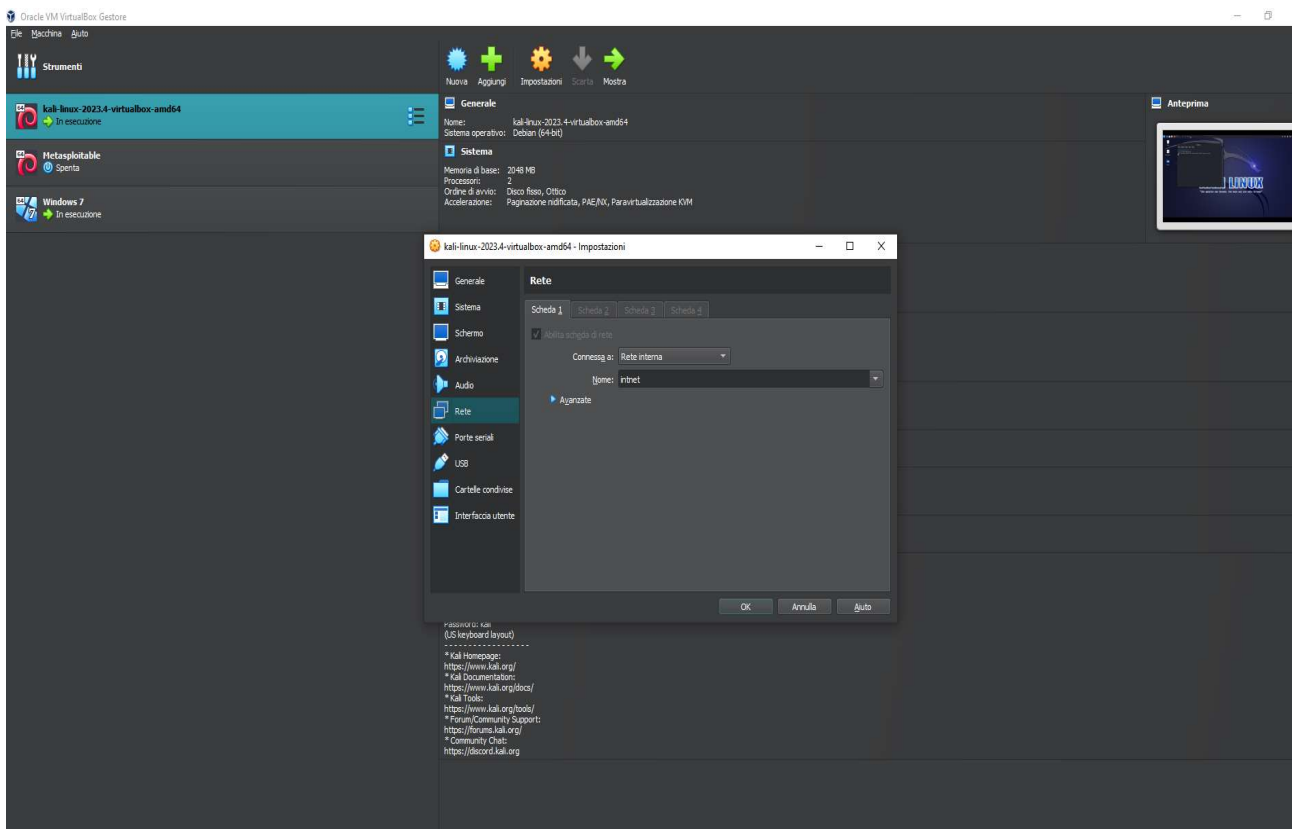 Oracle VM VirtualBox Gestore
File Macchina Aiuto
Strumenti
Nuova Aggiungi Impostazioni Scarta Mostra
kali-linux-2023.4-virtualbox-amd64
In esecuzione
Metasploitable
Spenta
Windows 7
In esecuzione
Generale
Nome: kali-linux-2023.4-virtualbox-amd64
Sistema operativo: Debian (64-bit)
Sistema
Memoria di base: 2048 MB
Processori: 2
Ordine di avvio: Disco fisso, Ottico
Accelerazione: Paginazione nidificata, PAE/NX, Paravirtualizzazione KVM
Anteprima
LINUX
kali-linux-2023.4-virtualbox-amd64 - Impostazioni
Generale
Sistema
Schermo
Archiviazione
Audio
Rete
Porte seriali
USB
Cartelle condivise
Interfaccia utente
Rete
Scheda 1 Scheda 2 Scheda 3 Scheda 4
Abilita scheda di rete
Connessa a: Rete interna
Nome: intnet
Avanzate
OK Annulla Aiuto
Password: kali
(US keyboard layout)
- - - - - - - - - - - - - - - - - -
* Kali Homepage:
https://www.kali.org/
* Kali Documentation:
https://www.kali.org/docs/
* Kali Tools:
https://www.kali.org/tools/
* Forum/Community Support:
https://forums.kali.org/
* Community Chat:
https://discord.kali.org